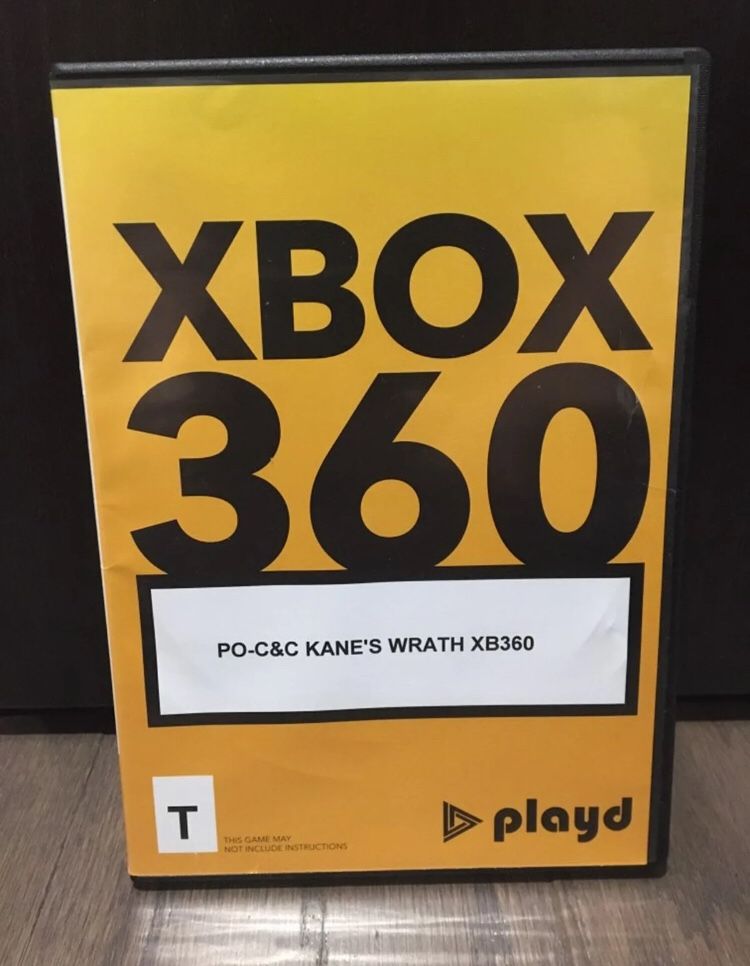 XBOX
360
PO-C&C KANE'S WRATH XB360
T
THIS GAME MAY
NOT INCLUDE INSTRUCTIONS
playd